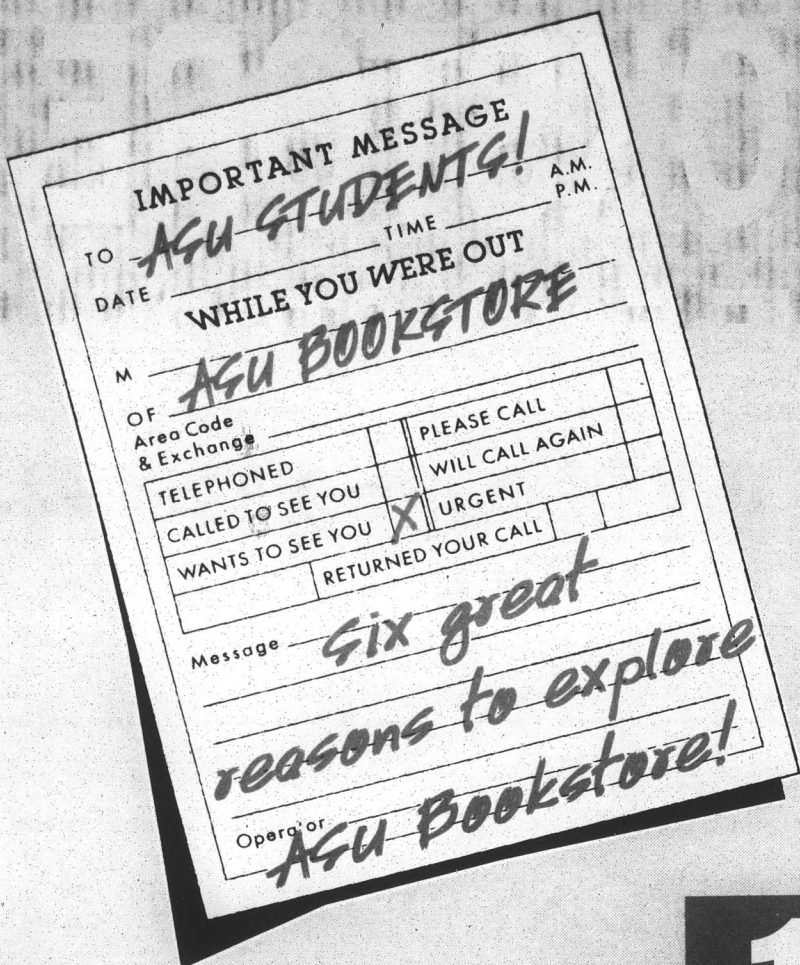 IMPORTANT MESSAGE
TO ASU STUDENTS!
DATE TIME A.M.
P.M.
WHILE YOU WERE OUT
M ASU BOOKSTORE
OF
Area Code
& Exchange
TELEPHONED PLEASE CALL
CALLED TO SEE YOU WILL CALL AGAIN
WANTS TO SEE YOU X URGENT
RETURNED YOUR CALL
Message Six great
reasons to explore
Operator ASU Bookstore!
1